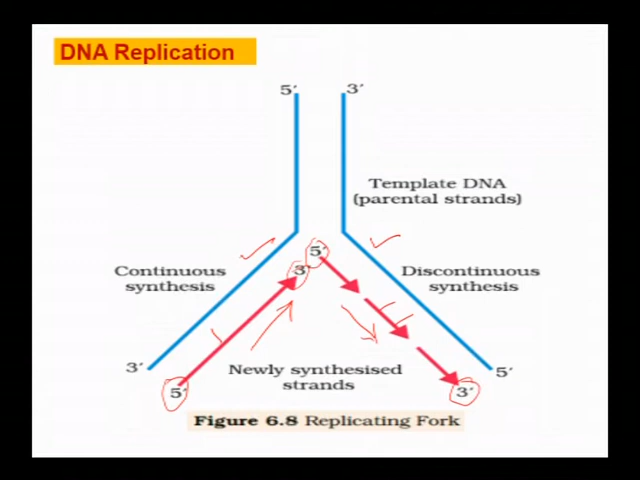 DNA Replication
5′ 3′
Template DNA
(parental strands)
5′
3′
Continuous
synthesis
Discontinuous
synthesis
3′
5′
Newly synthesised
strands
5′
3′
Figure 6.8 Replicating Fork